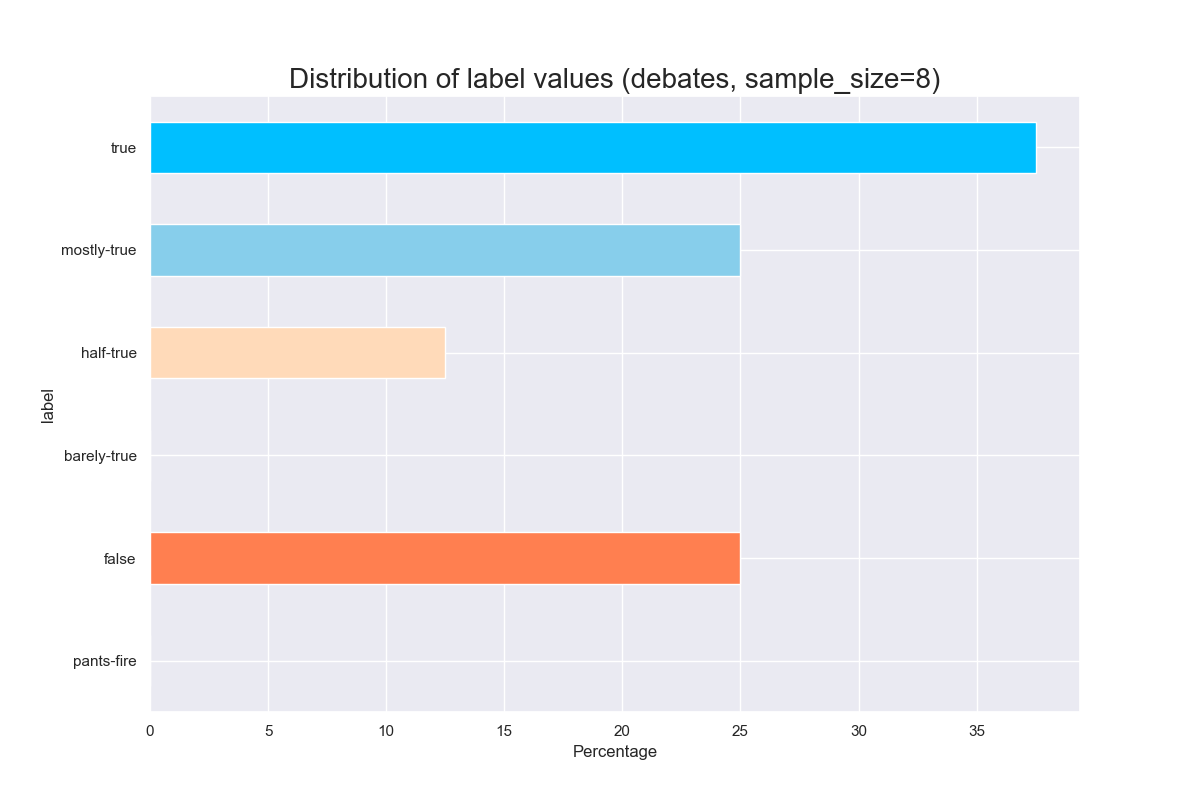 Distribution of label values (debates, sample_size=8)
true
mostly-true
half-true
label
barely-true
false
pants-fire
0 5 10 15 20 25 30 35
Percentage